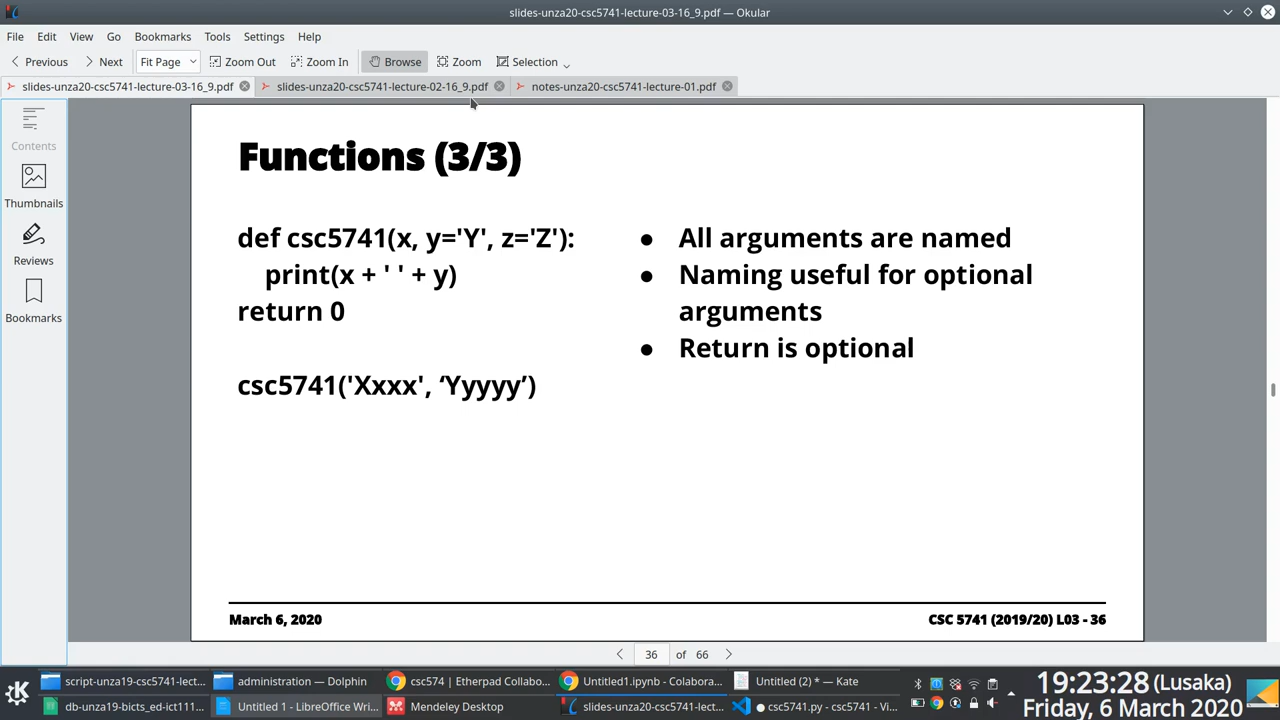 slides-unza20-csc5741-lecture-03-16_9.pdf — Okular
File Edit View Go Bookmarks Tools Settings Help
Previous Next Fit Page Zoom Out Zoom In Browse Zoom Selection
slides-unza20-csc5741-lecture-03-16_9.pdf slides-unza20-csc5741-lecture-02-16_9.pdf notes-unza20-csc5741-lecture-01.pdf
Contents
Thumbnails
Reviews
Bookmarks
Functions (3/3)
def csc5741(x, y='Y', z='Z'):
print(x + ' ' + y)
return 0
csc5741('Xxxx', ‘Yyyyy’)
● All arguments are named
● Naming useful for optional
arguments
● Return is optional
March 6, 2020 CSC 5741 (2019/20) L03 - 36
36 of 66
script-unza19-csc5741-lect... administration — Dolphin csc574 | Etherpad Collabo... Untitled1.ipynb - Colabora... Untitled (2) * — Kate
db-unza19-bicts_ed-ict111... Untitled 1 - LibreOffice Wri... Mendeley Desktop slides-unza20-csc5741-lect... ● csc5741.py - csc5741 - Vi...
19:23:28 (Lusaka)
Friday, 6 March 2020